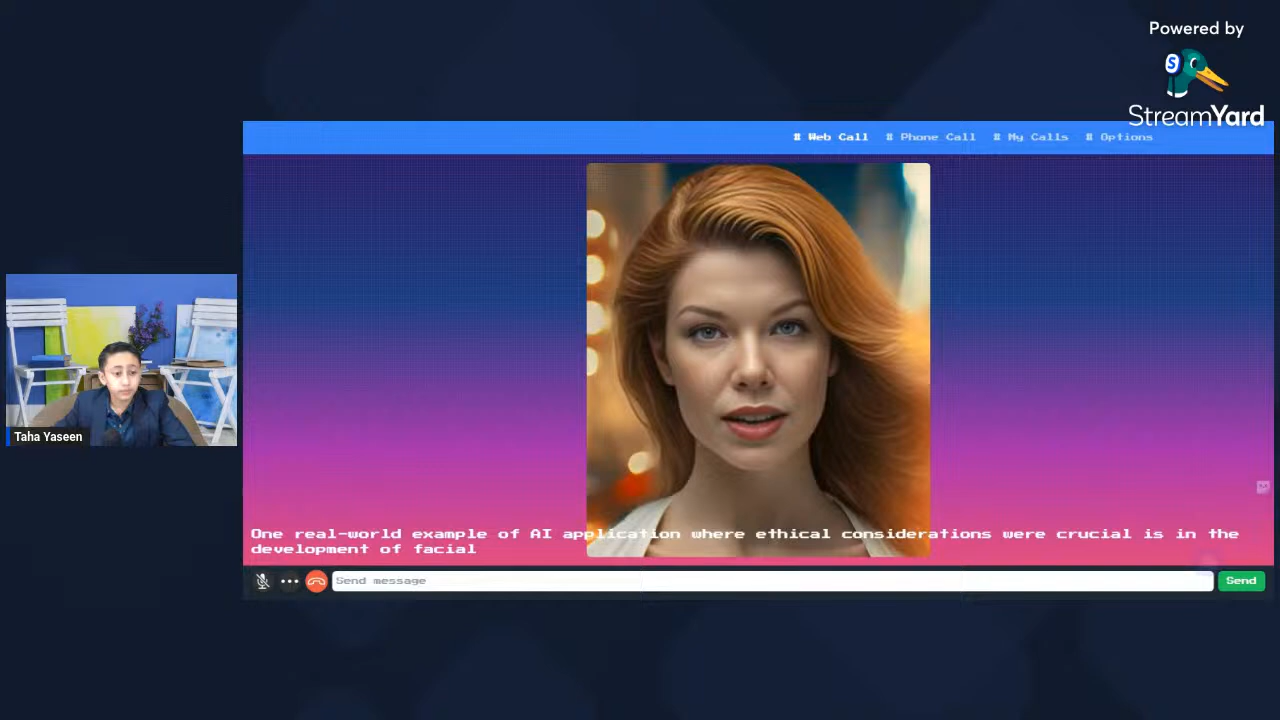 Powered by
S
StreamYard
# Web Call # Phone Call # My Calls # Options
Taha Yaseen
One real-world example of AI application where ethical considerations were crucial is in the
development of facial
Send message
Send